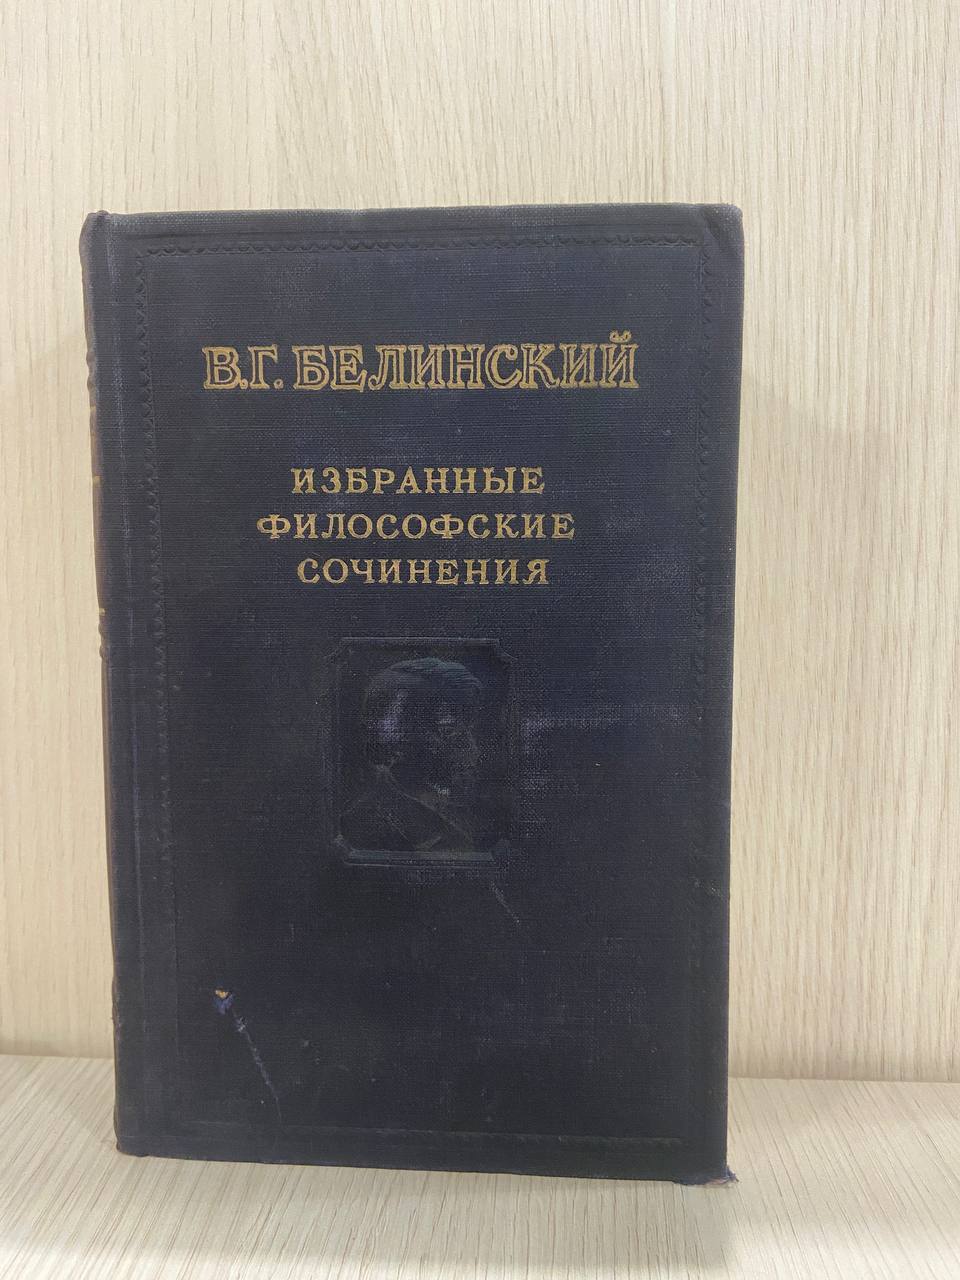 В.Г. БЕЛИНСКИЙ
ИЗБРАННЫЕ
ФИЛОСОФСКИЕ
СОЧИНЕНИЯ